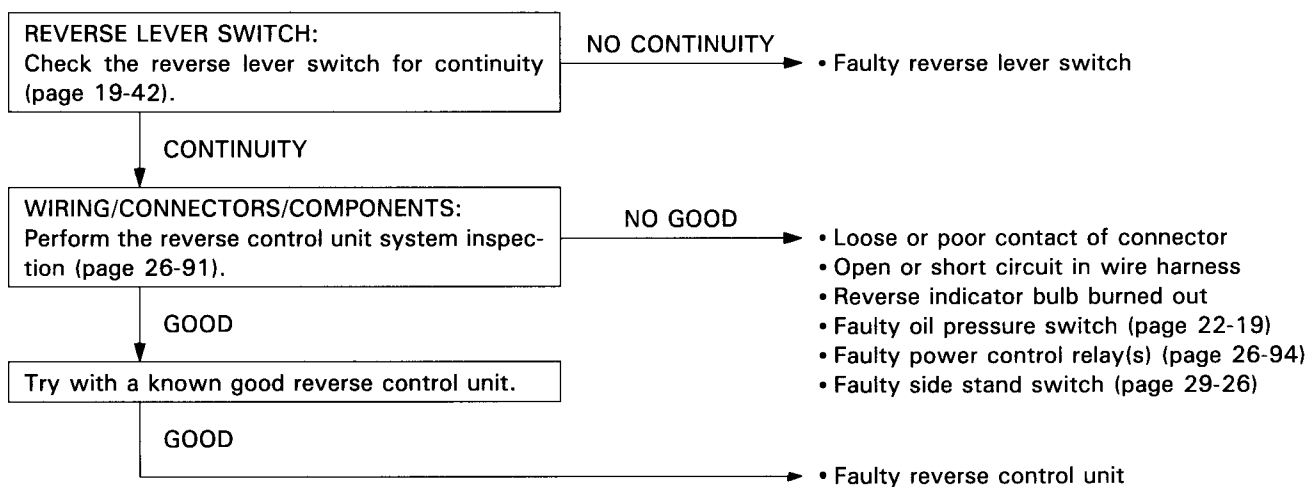 REVERSE LEVER SWITCH:
Check the reverse lever switch for continuity
(page 19-42).
NO CONTINUITY
• Faulty reverse lever switch
CONTINUITY
WIRING/CONNECTORS/COMPONENTS:
Perform the reverse control unit system inspec-
tion (page 26-91).
NO GOOD
• Loose or poor contact of connector
• Open or short circuit in wire harness
• Reverse indicator bulb burned out
• Faulty oil pressure switch (page 22-19)
• Faulty power control relay(s) (page 26-94)
• Faulty side stand switch (page 29-26)
GOOD
Try with a known good reverse control unit.
GOOD
• Faulty reverse control unit